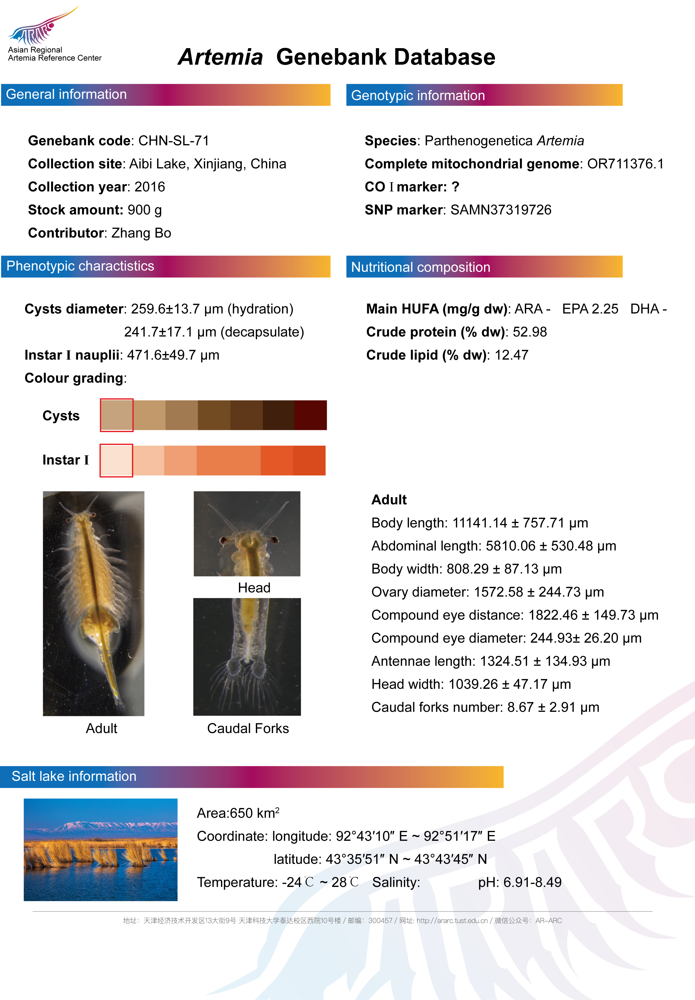 ARARC
Asian Regional
Artemia Reference Center
Artemia Genebank Database
General information
Genebank code: CHN-SL-71
Collection site: Aibi Lake, Xinjiang, China
Collection year: 2016
Stock amount: 900 g
Contributor: Zhang Bo
Genotypic information
Species: Parthenogenetica Artemia
Complete mitochondrial genome: OR711376.1
CO I marker: ?
SNP marker: SAMN37319726
Phenotypic charactistics
Cysts diameter: 259.6±13.7 μm (hydration)
241.7±17.1 μm (decapsulate)
Instar I nauplii: 471.6±49.7 μm
Colour grading:
Cysts
Instar I
Nutritional composition
Main HUFA (mg/g dw): ARA - EPA 2.25 DHA -
Crude protein (% dw): 52.98
Crude lipid (% dw): 12.47
Adult
Head
Caudal Forks
Adult
Body length: 11141.14 ± 757.71 μm
Abdominal length: 5810.06 ± 530.48 μm
Body width: 808.29 ± 87.13 μm
Ovary diameter: 1572.58 ± 244.73 μm
Compound eye distance: 1822.46 ± 149.73 μm
Compound eye diameter: 244.93± 26.20 μm
Antennae length: 1324.51 ± 134.93 μm
Head width: 1039.26 ± 47.17 μm
Caudal forks number: 8.67 ± 2.91 μm
Salt lake information
Area:650 km²
Coordinate: longitude: 92°43′10″ E ~ 92°51′17″ E
latitude: 43°35′51″ N ~ 43°43′45″ N
Temperature: -24℃ ~ 28℃ Salinity: pH: 6.91-8.49
地址：天津经济技术开发区13大街9号 天津科技大学泰达校区西院10号楼 / 邮编：300457 / 网址: http://ararc.tust.edu.cn / 微信公众号：AR-ARC
ARARC